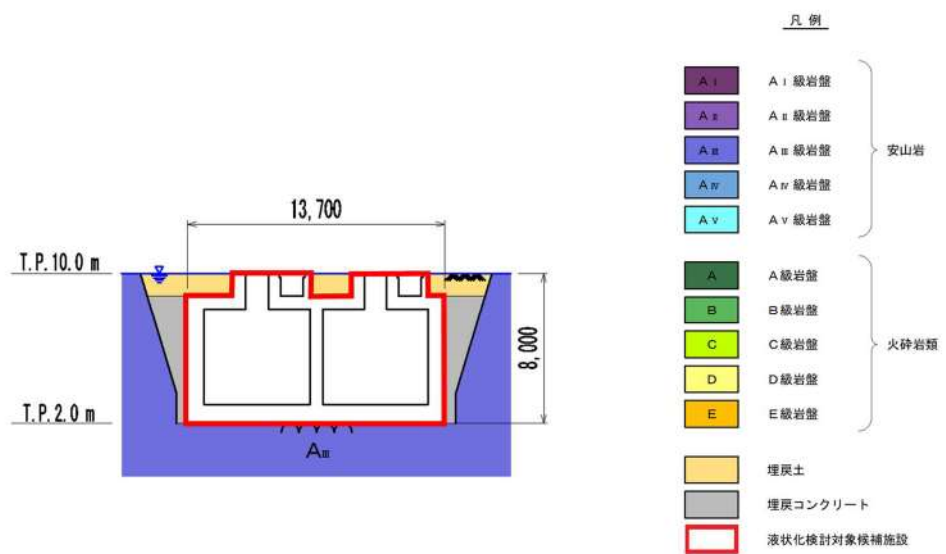 凡 例
AⅠ AⅠ級岩盤
AⅡ AⅡ級岩盤
AⅢ AⅢ級岩盤
AⅣ AⅣ級岩盤
AⅤ AⅤ級岩盤
安山岩
A A級岩盤
B B級岩盤
C C級岩盤
D D級岩盤
E E級岩盤
火砕岩類
埋戻土
埋戻コンクリート
液状化検討対象候補施設
13,700
T.P.10.0 m
8,000
T.P.2.0 m
AⅢ